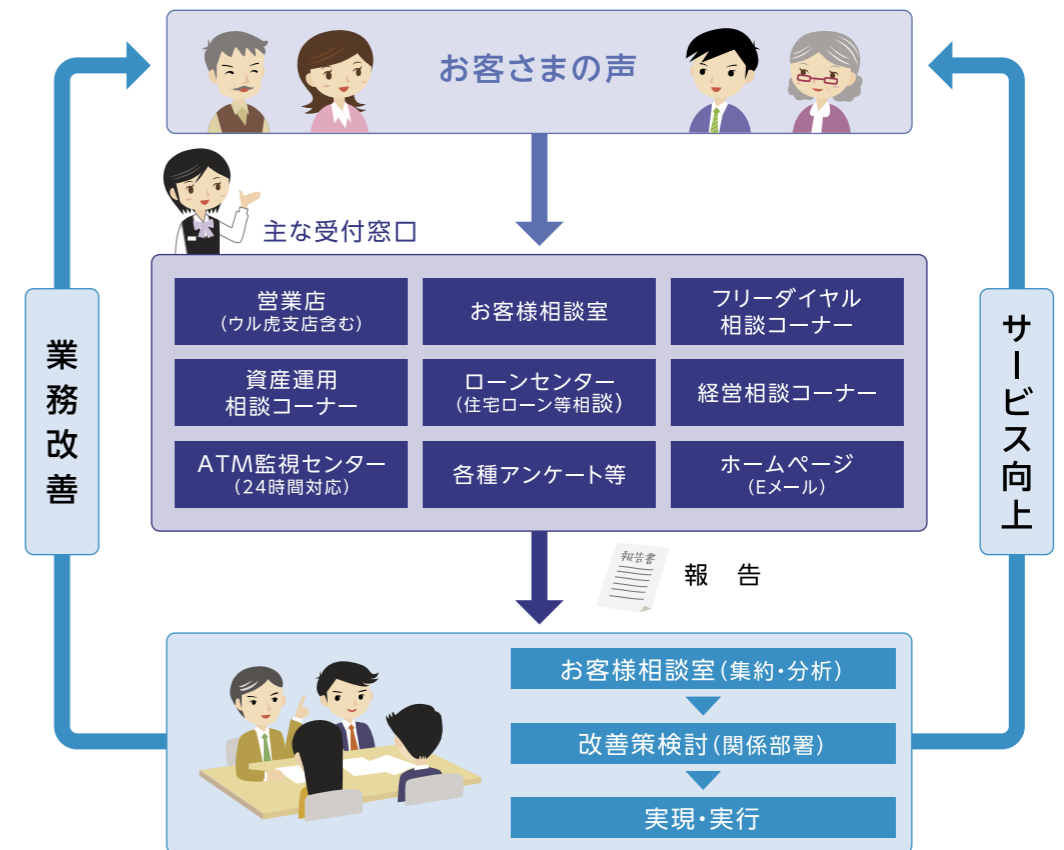 お客さまの声
主な受付窓口
営業店
(ウル虎支店含む)
お客様相談室
フリーダイヤル
相談コーナー
資産運用
相談コーナー
ローンセンター
(住宅ローン等相談)
経営相談コーナー
ATM監視センター
(24時間対応)
各種アンケート等
ホームページ
(Eメール)
業務改善
サービス向上
報告書
報 告
お客様相談室(集約・分析)
改善策検討(関係部署)
実現・実行